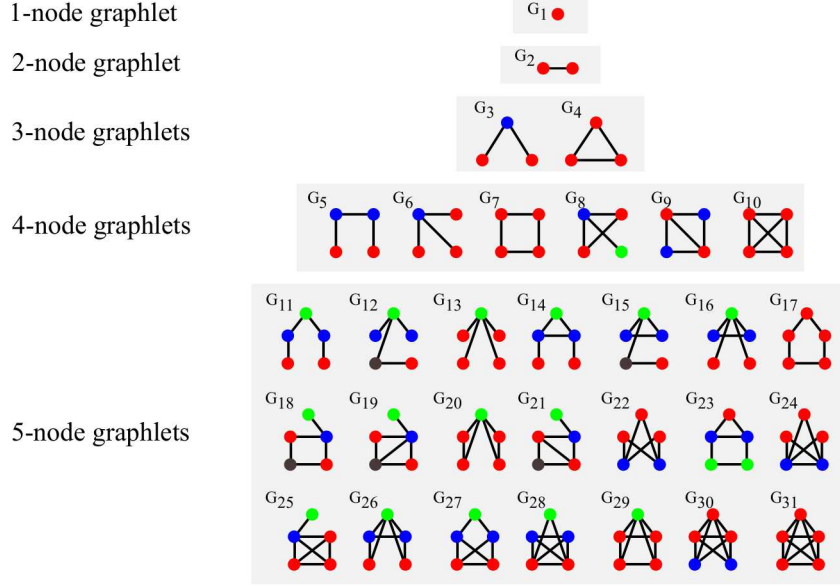 1-node graphlet
G1
2-node graphlet
G2
3-node graphlets
G3 G4
4-node graphlets
G5 G6 G7 G8 G9 G10
5-node graphlets
G11 G12 G13 G14 G15 G16 G17
G18 G19 G20 G21 G22 G23 G24
G25 G26 G27 G28 G29 G30 G31